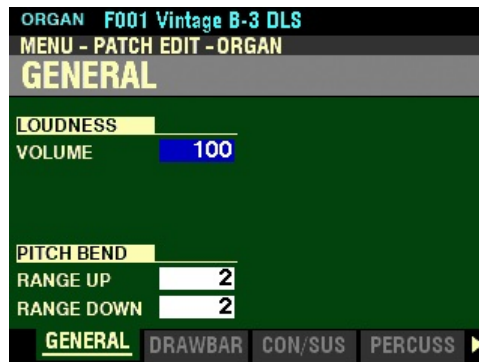 ORGAN F001 Vintage B-3 DLS
MENU - PATCH EDIT - ORGAN
GENERAL
LOUDNESS
VOLUME 100
PITCH BEND
RANGE UP 2
RANGE DOWN 2
GENERAL DRAWBAR CON/SUS PERCUSS